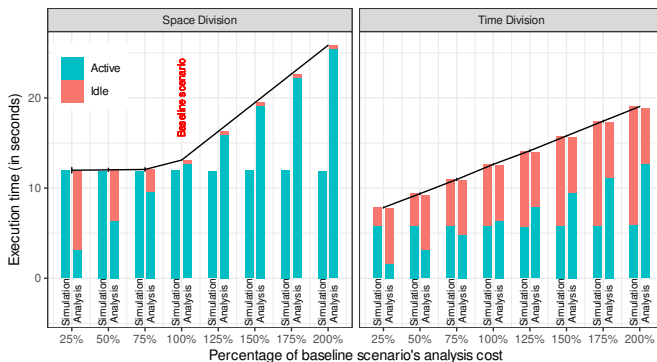 Space Division
Time Division
Execution time (in seconds)
20
10
0
Active
Idle
Baseline scenario
Simulation
Analysis
Simulation
Analysis
Simulation
Analysis
Simulation
Analysis
Simulation
Analysis
Simulation
Analysis
Simulation
Analysis
Simulation
Analysis
Simulation
Analysis
Simulation
Analysis
Simulation
Analysis
Simulation
Analysis
Simulation
Analysis
Simulation
Analysis
Simulation
Analysis
Simulation
Analysis
25% 50% 75% 100% 125% 150% 175% 200%
25% 50% 75% 100% 125% 150% 175% 200%
Percentage of baseline scenario's analysis cost